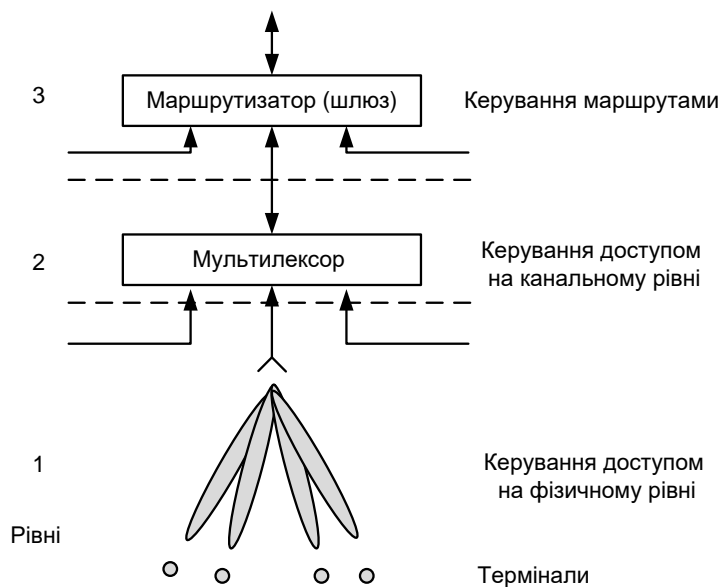 3
Маршрутизатор (шлюз)
Керування маршрутами
2
Мультилексор
Керування доступом
на канальному рівні
1
Керування доступом
на фізичному рівні
Рівні
Термінали